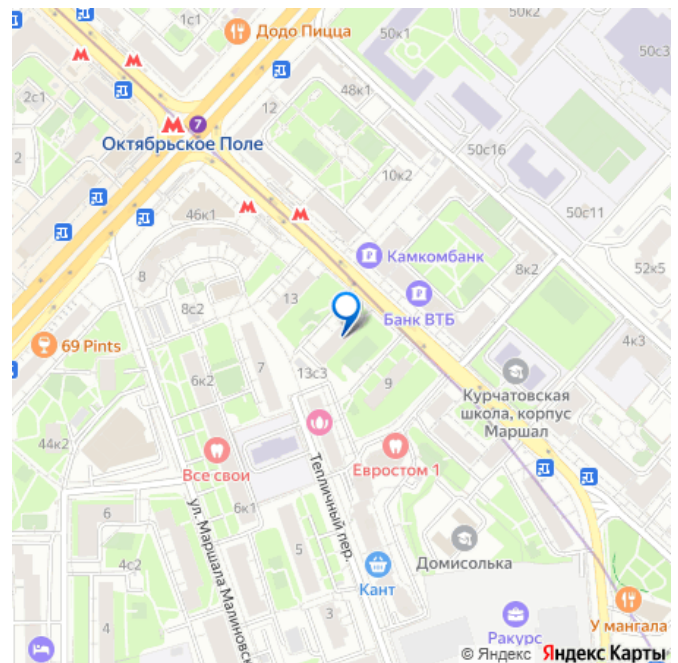 1с1
Додо Пицца
50к2
50к1
50с3
48к1
2с1
12
7
Октябрьское Поле
2
50с16
10к2
50с11
46к1
Камкомбанк
8
8к2
52к5
13
8с2
Банк ВТБ
69 Pints
7
4к3
13с3
9
6к2
Курчатовская
школа, корпус
Маршал
44к2
Все свои
Евростом 1
Тепличный пер.
6к1
6
ул. Маршала Малиновск
5
4с2
Домисолька
Кант
Ракурс
У мангала
© Яндекс Яндекс Карты